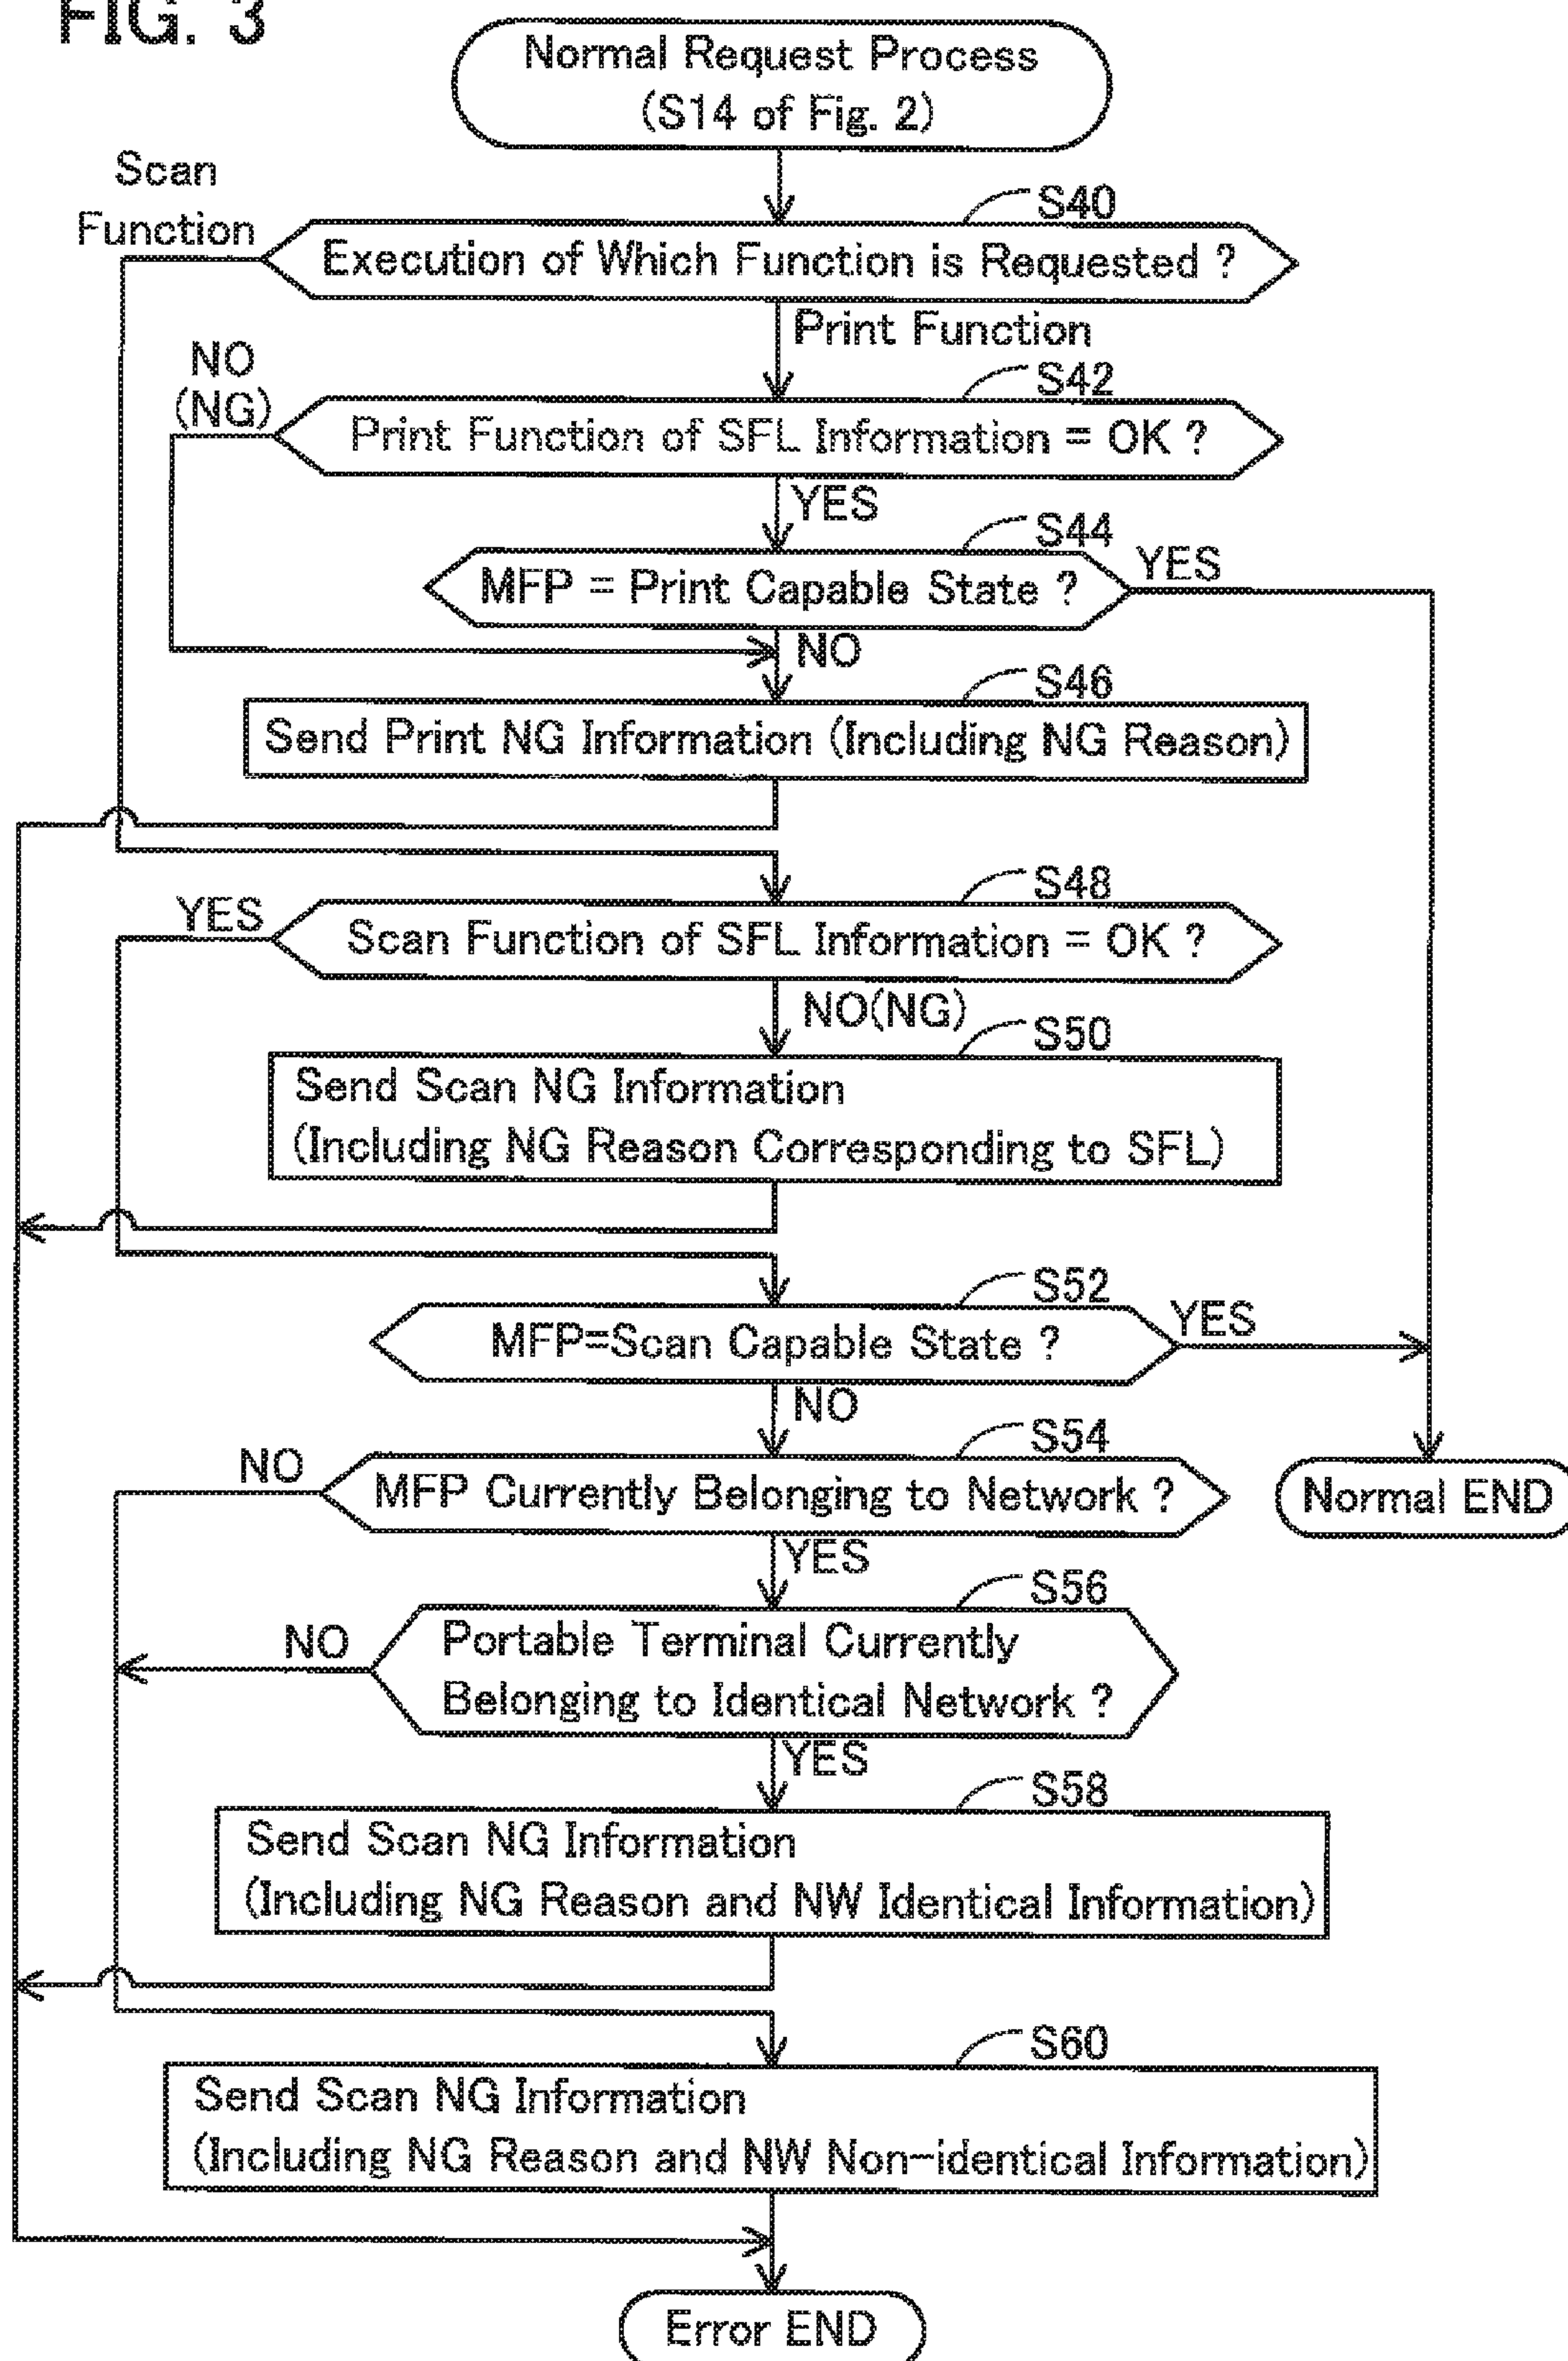 FIG. 3
Normal Request Process
(S14 of Fig. 2)
Scan
Function
S40
Execution of Which Function is Requested ?
Print Function
NO
(NG)
S42
Print Function of SFL Information = OK ?
YES
S44
MFP = Print Capable State ?
YES
NO
S46
Send Print NG Information (Including NG Reason)
S48
YES
Scan Function of SFL Information = OK ?
NO(NG)
S50
Send Scan NG Information
(Including NG Reason Corresponding to SFL)
S52
MFP=Scan Capable State ?
YES
NO
S54
NO
MFP Currently Belonging to Network ?
Normal END
YES
S56
NO
Portable Terminal Currently
Belonging to Identical Network ?
YES
S58
Send Scan NG Information
(Including NG Reason and NW Identical Information)
S60
Send Scan NG Information
(Including NG Reason and NW Non-identical Information)
Error END